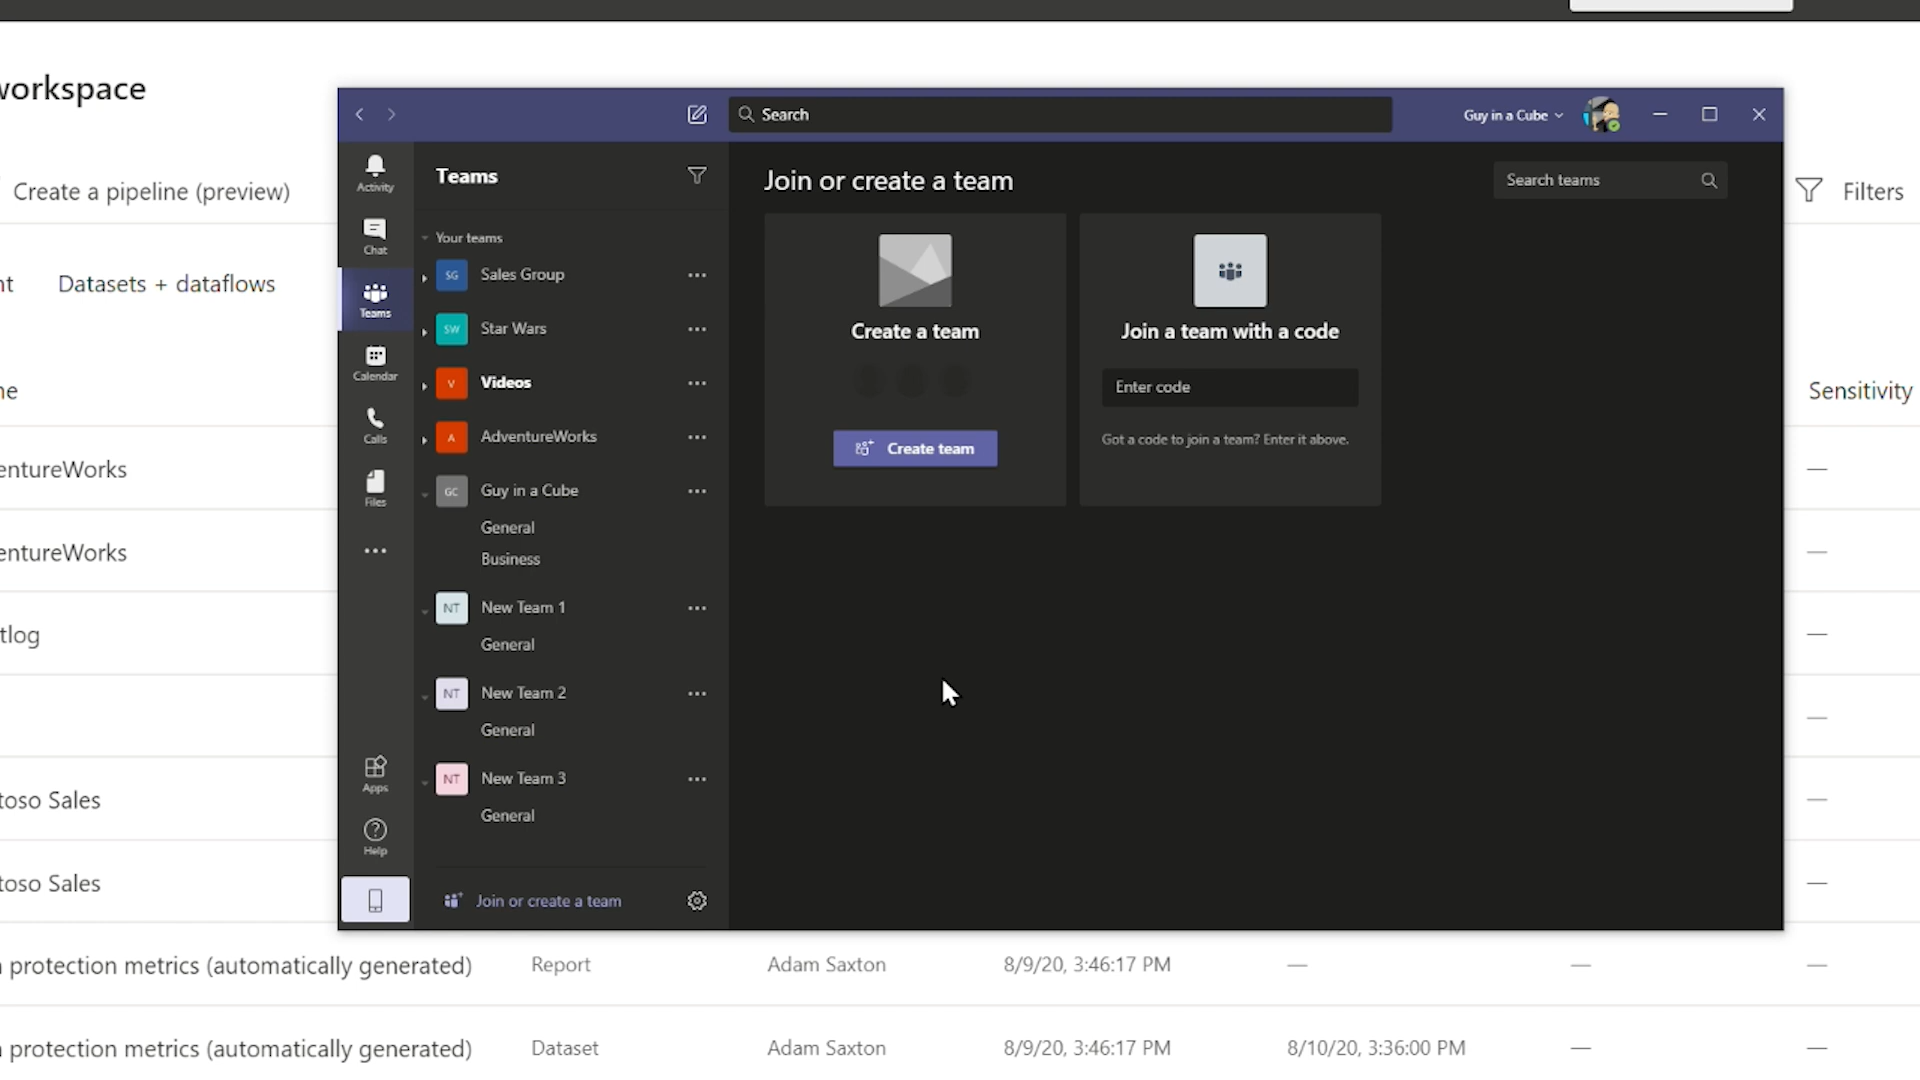 workspace
Search
Guy in a Cube
Create a pipeline (preview)
Filters
Datasets + dataflows
Sensitivity
Activity
Chat
Teams
Calendar
Calls
Files
Apps
Help
Teams
Your teams
SG Sales Group
SW Star Wars
V Videos
A AdventureWorks
GC Guy in a Cube
General
Business
NT New Team 1
General
NT New Team 2
General
NT New Team 3
General
Join or create a team
Join or create a team
Search teams
Create a team
Create team
Join a team with a code
Enter code
Got a code to join a team? Enter it above.
entureWorks
entureWorks
tlog
toso Sales
toso Sales
protection metrics (automatically generated) Report Adam Saxton 8/9/20, 3:46:17 PM — — —
protection metrics (automatically generated) Dataset Adam Saxton 8/9/20, 3:46:17 PM 8/10/20, 3:36:00 PM — —